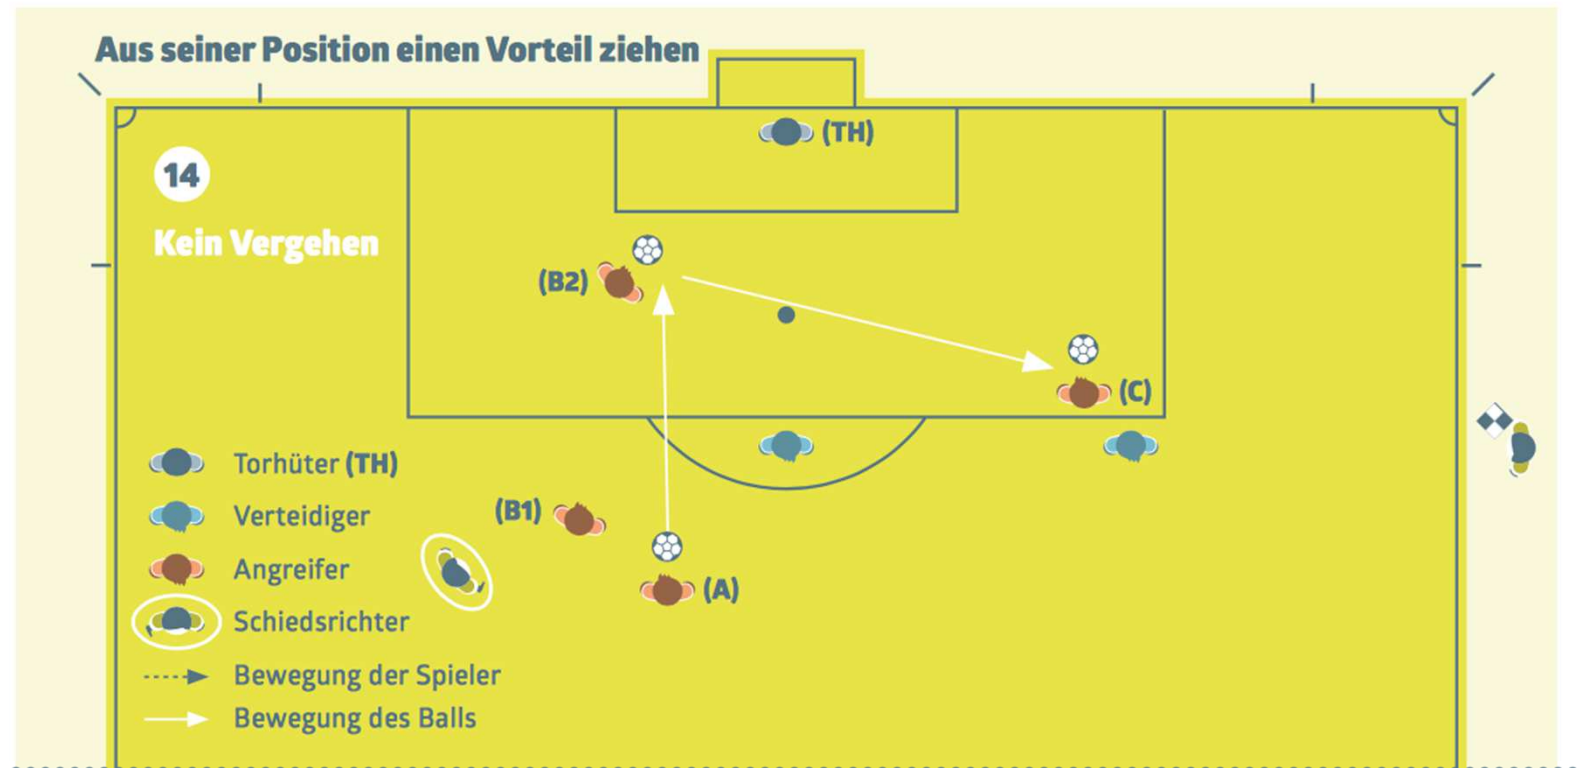 Aus seiner Position einen Vorteil ziehen
(TH)
14
Kein Vergehen
(B2)
(C)
Torhüter (TH)
(B1)
Verteidiger
Angreifer
(A)
Schiedsrichter
Bewegung der Spieler
Bewegung des Balls